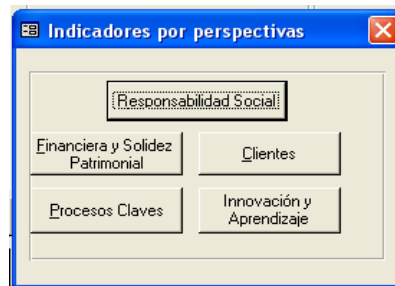 Indicadores por perspectivas
Responsabilidad Social
Financiera y Solidez
Patrimonial
Clientes
Procesos Claves
Innovación y
Aprendizaje